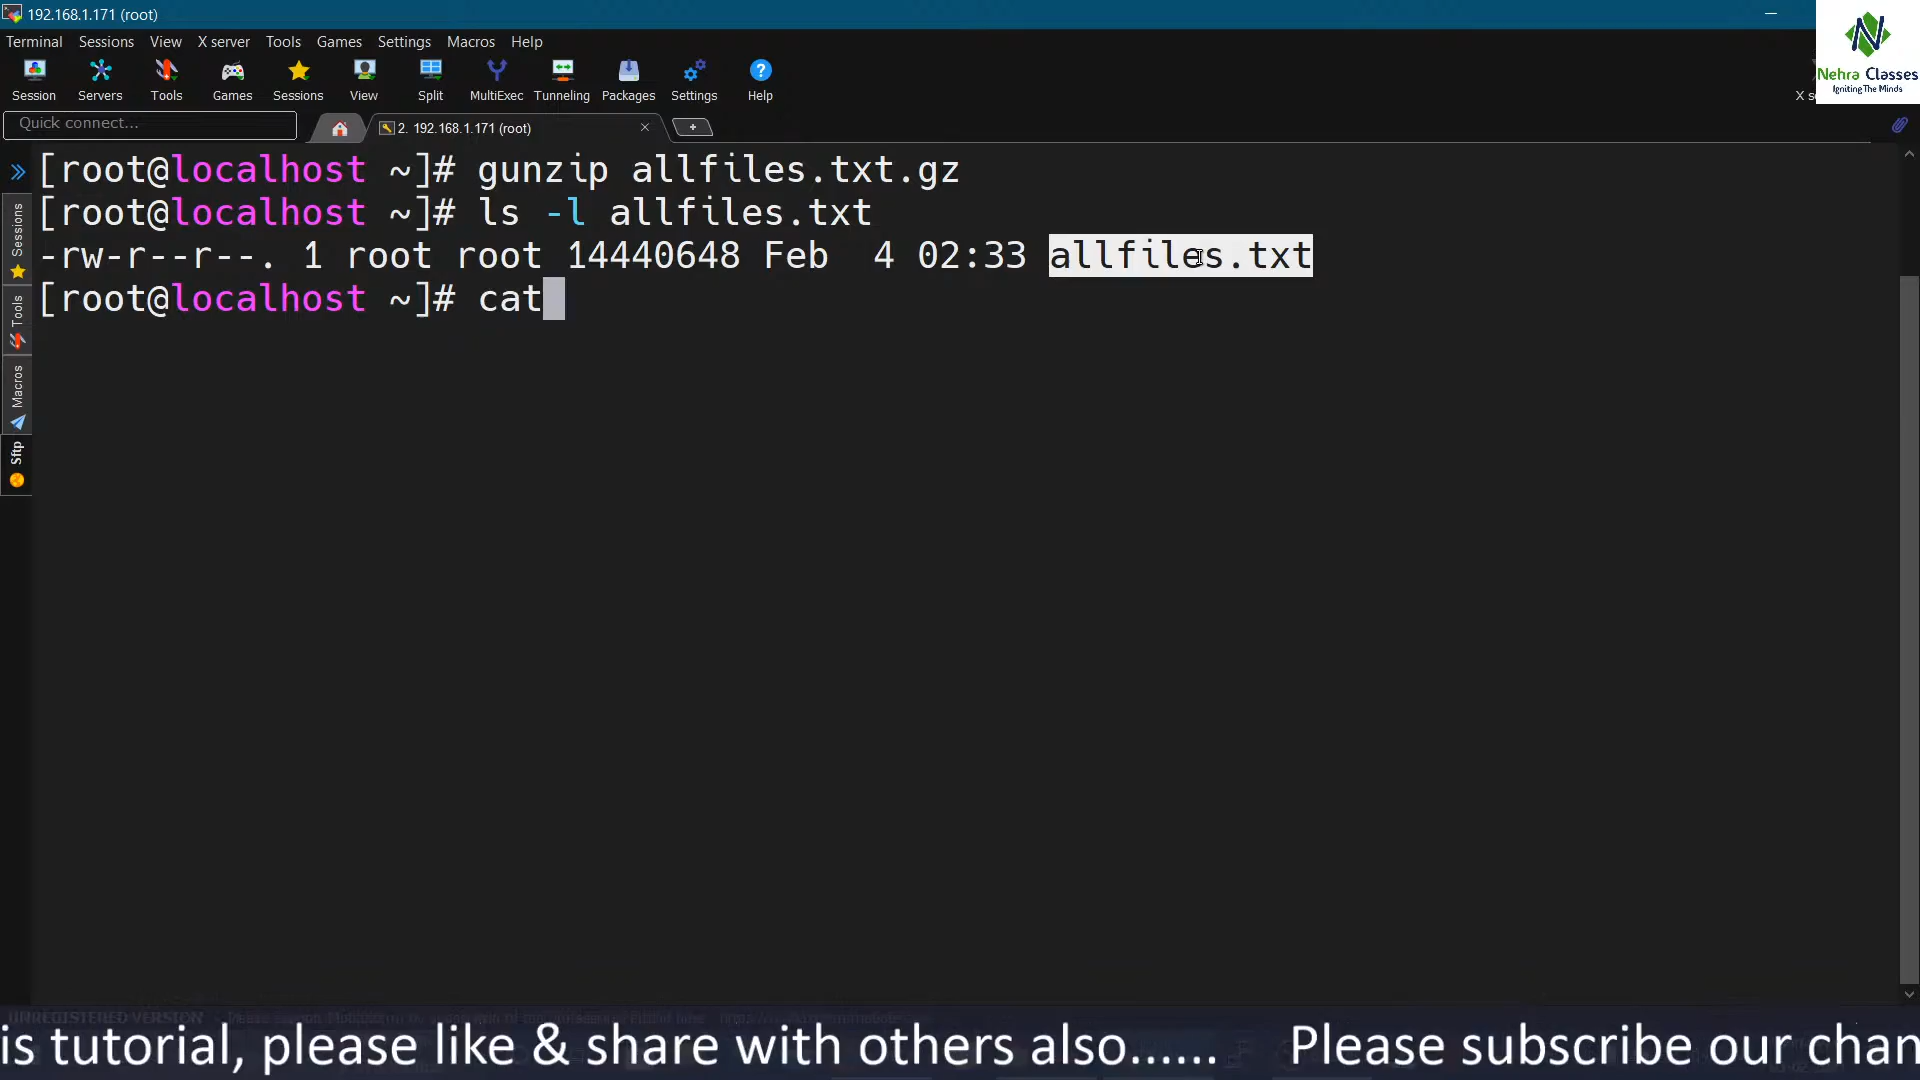 192.168.1.171 (root)
Terminal Sessions View X server Tools Games Settings Macros Help
Session Servers Tools Games Sessions View Split MultiExec Tunneling Packages Settings Help
X se
Nehra Classes
Igniting The Minds
Quick connect...
2. 192.168.1.171 (root)
Sessions
Tools
Macros
Sftp
[root@localhost ~]# gunzip allfiles.txt.gz
[root@localhost ~]# ls -l allfiles.txt
-rw-r--r--. 1 root root 14440648 Feb  4 02:33 allfiles.txt
[root@localhost ~]# cat
UNREGISTERED VERSION
is tutorial, please like & share with others also...... Please subscribe our chan